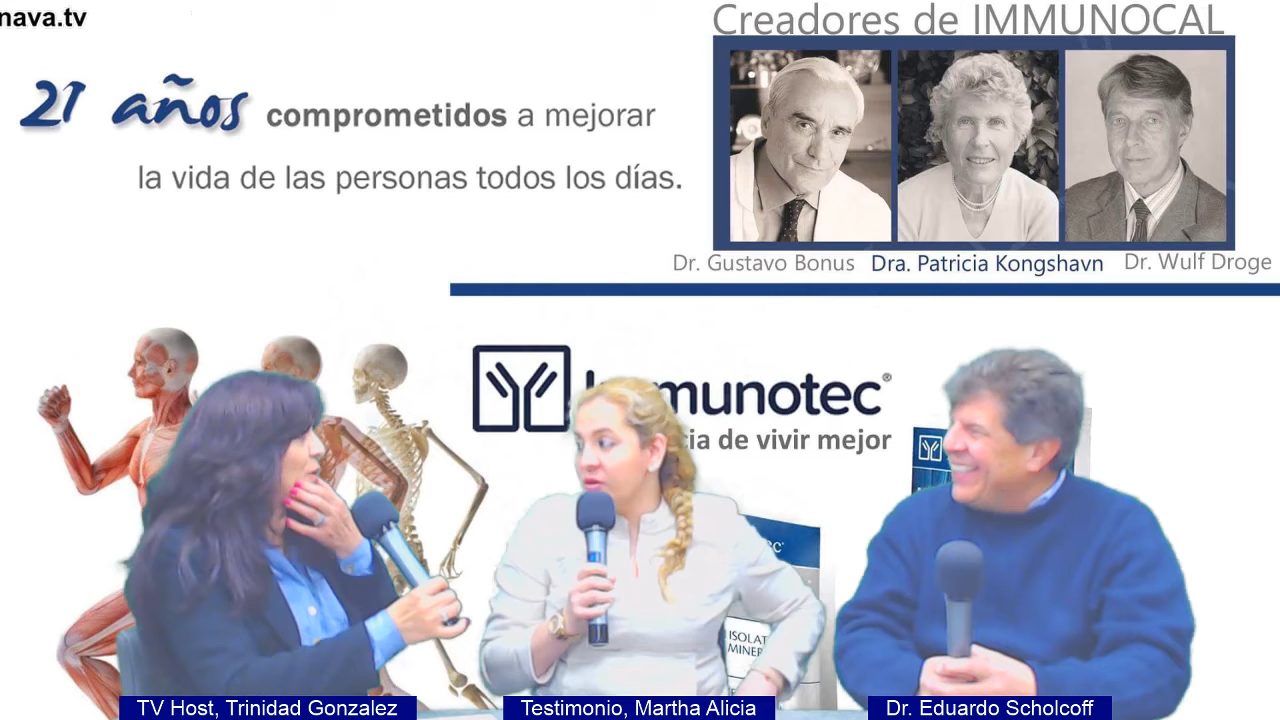 nava.tv
Creadores de IMMUNOCAL
21 años comprometidos a mejorar
la vida de las personas todos los días.
Dr. Gustavo Bonus Dra. Patricia Kongshavn Dr. Wulf Droge
munotec®
de vivir mejor
ISOLAT
MINER
TV Host, Trinidad Gonzalez
Testimonio, Martha Alicia
Dr. Eduardo Scholcoff